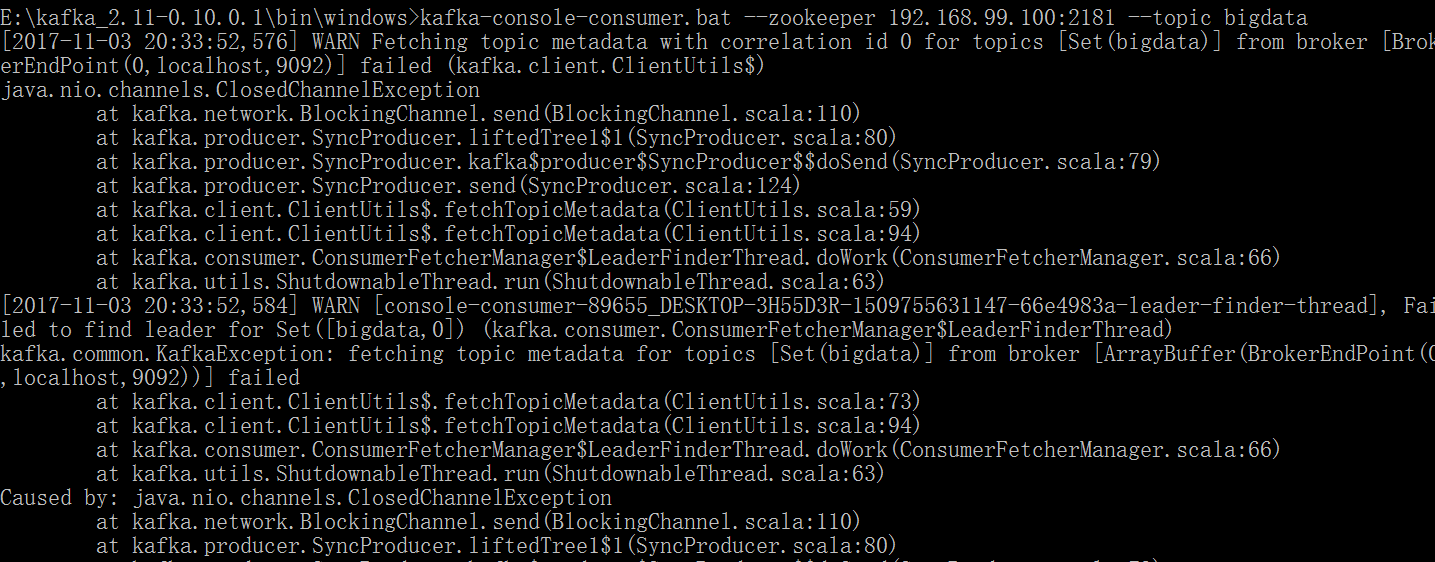 E:\kafka_2.11-0.10.0.1\bin\windows>kafka-console-consumer.bat --zookeeper 192.168.99.100:2181 --topic bigdata
[2017-11-03 20:33:52,576] WARN Fetching topic metadata with correlation id 0 for topics [Set(bigdata)] from broker [Brok
erEndPoint(0,localhost,9092)] failed (kafka.client.ClientUtils$)
java.nio.channels.ClosedChannelException
        at kafka.network.BlockingChannel.send(BlockingChannel.scala:110)
        at kafka.producer.SyncProducer.liftedTree1$1(SyncProducer.scala:80)
        at kafka.producer.SyncProducer.kafka$producer$SyncProducer$$doSend(SyncProducer.scala:79)
        at kafka.producer.SyncProducer.send(SyncProducer.scala:124)
        at kafka.client.ClientUtils$.fetchTopicMetadata(ClientUtils.scala:59)
        at kafka.client.ClientUtils$.fetchTopicMetadata(ClientUtils.scala:94)
        at kafka.consumer.ConsumerFetcherManager$LeaderFinderThread.doWork(ConsumerFetcherManager.scala:66)
        at kafka.utils.ShutdownableThread.run(ShutdownableThread.scala:63)
[2017-11-03 20:33:52,584] WARN [console-consumer-89655_DESKTOP-3H55D3R-1509755631147-66e4983a-leader-finder-thread], Fai
led to find leader for Set([bigdata,0]) (kafka.consumer.ConsumerFetcherManager$LeaderFinderThread)
kafka.common.KafkaException: fetching topic metadata for topics [Set(bigdata)] from broker [ArrayBuffer(BrokerEndPoint(0
,localhost,9092))] failed
        at kafka.client.ClientUtils$.fetchTopicMetadata(ClientUtils.scala:73)
        at kafka.client.ClientUtils$.fetchTopicMetadata(ClientUtils.scala:94)
        at kafka.consumer.ConsumerFetcherManager$LeaderFinderThread.doWork(ConsumerFetcherManager.scala:66)
        at kafka.utils.ShutdownableThread.run(ShutdownableThread.scala:63)
Caused by: java.nio.channels.ClosedChannelException
        at kafka.network.BlockingChannel.send(BlockingChannel.scala:110)
        at kafka.producer.SyncProducer.liftedTree1$1(SyncProducer.scala:80)